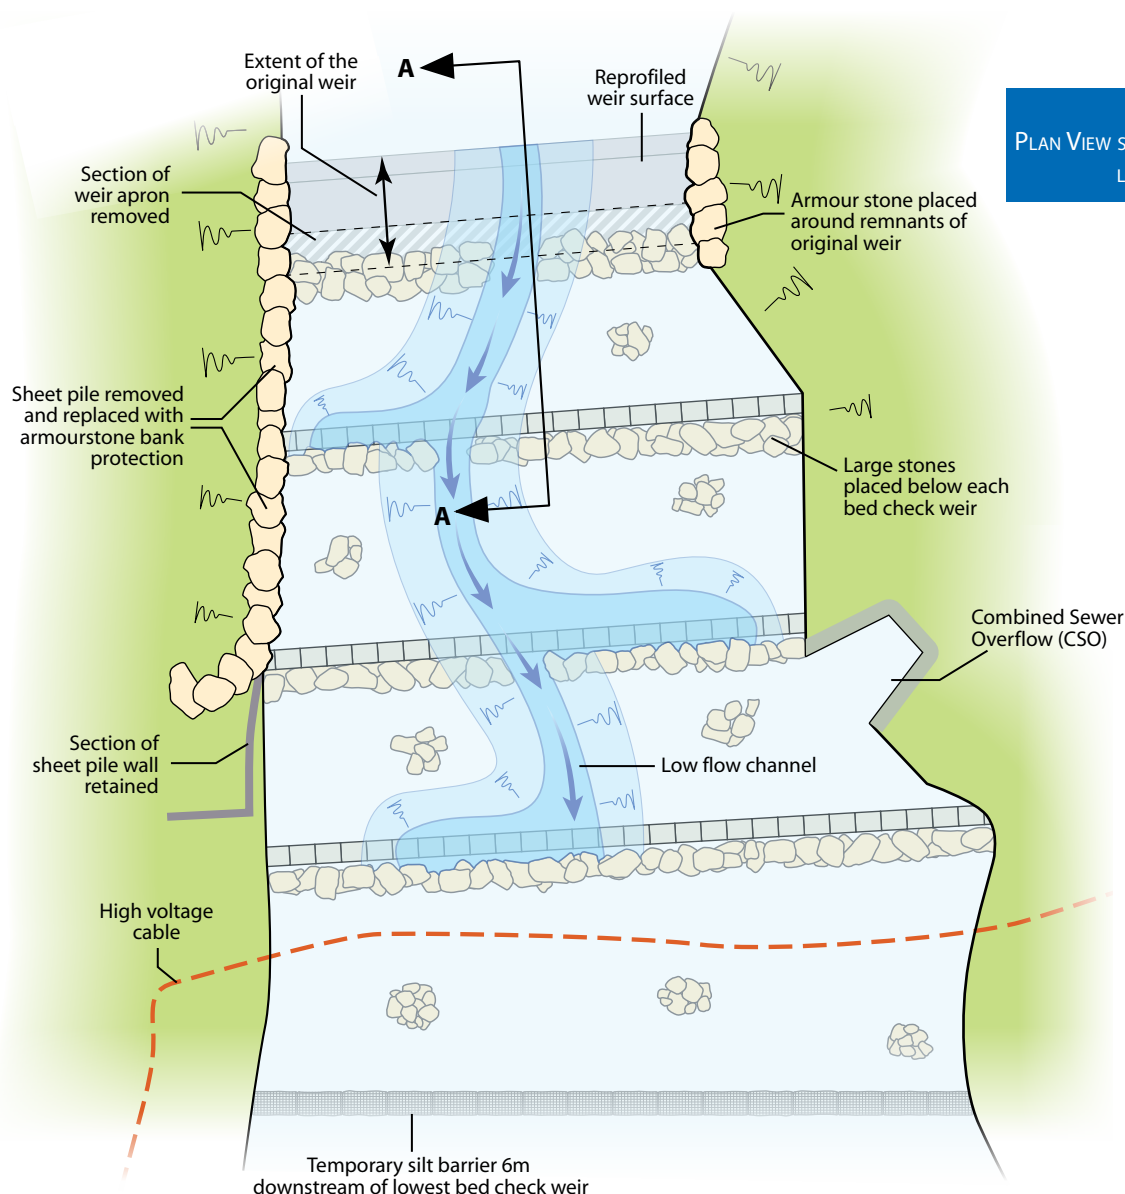 Extent of the
original weir
A
Reprofiled
weir surface
PLAN VIEW S
L
Section of
weir apron
removed
Armour stone placed
around remnants of
original weir
Sheet pile removed
and replaced with
armourstone bank
protection
Large stones
placed below each
bed check weir
A
Combined Sewer
Overflow (CSO)
Section of
sheet pile wall
retained
Low flow channel
High voltage
cable
Temporary silt barrier 6m
downstream of lowest bed check weir